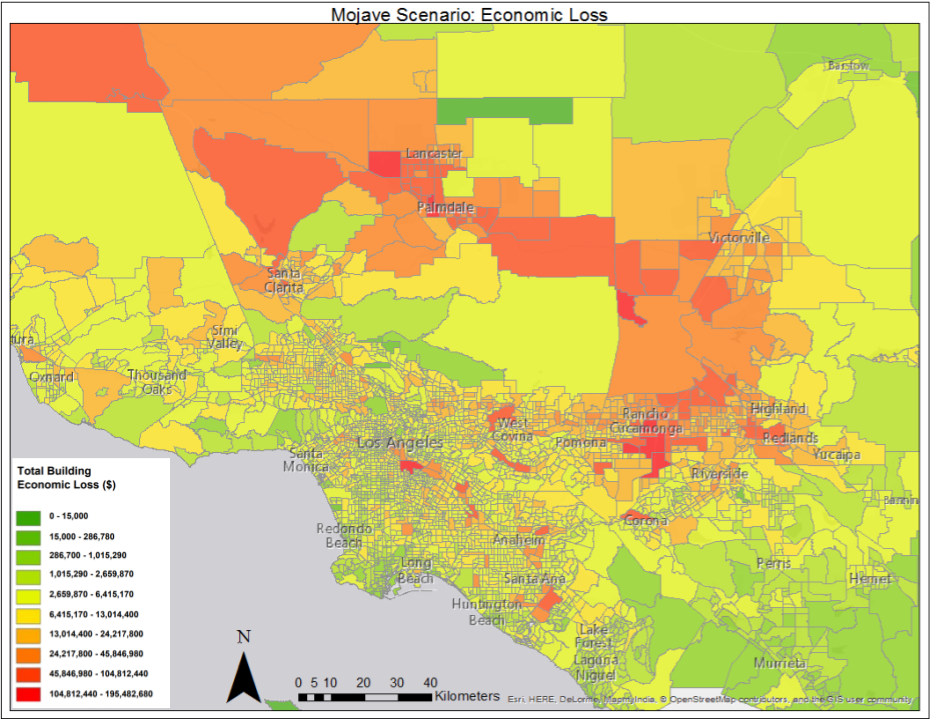 Mojave Scenario: Economic Loss
Barstow
Lancaster
Palmdale
Victorville
Santa
Clarita
Simi
Valley
tura
Oxnard
Thousand
Oaks
West
Covina
Rancho
Cucamonga
Highland
Los Angeles
Pomona
Redlands
Santa
Monica
Yucaipa
Riverside
Redondo
Beach
Corona
Anaheim
Long
Beach
Perris
Santa Ana
Hemet
Huntington
Beach
Lake
Forest
Laguna
Niguel
Murrieta
Total Building
Economic Loss ($)
0 - 15,000
15,000 - 286,780
286,700 - 1,015,290
1,015,290 - 2,659,870
2,659,870 - 6,415,170
6,415,170 - 13,014,400
13,014,400 - 24,217,800
24,217,800 - 45,846,980
45,846,980 - 104,812,440
104,812,440 - 195,482,680
N
0 5 10 20 30 40
Kilometers
Esri, HERE, DeLorme, MapmyIndia, © OpenStreetMap contributors, and the GIS user community